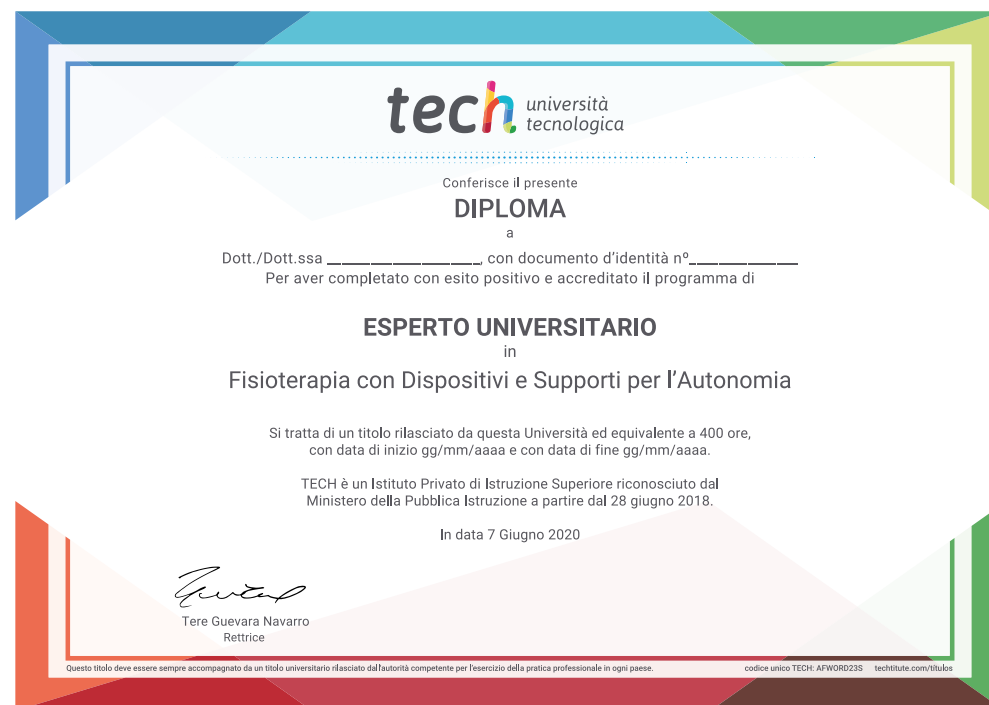 tech università
tecnologica
Conferisce il presente
DIPLOMA
a
Dott./Dott.ssa ____________________, con documento d'identità nº______________
Per aver completato con esito positivo e accreditato il programma di
ESPERTO UNIVERSITARIO
in
Fisioterapia con Dispositivi e Supporti per l'Autonomia
Si tratta di un titolo rilasciato da questa Università ed equivalente a 400 ore,
con data di inizio gg/mm/aaaa e con data di fine gg/mm/aaaa.
TECH è un Istituto Privato di Istruzione Superiore riconosciuto dal
Ministero della Pubblica Istruzione a partire dal 28 giugno 2018.
In data 7 Giugno 2020
Tere Guevara Navarro
Rettrice
Questo titolo deve essere sempre accompagnato da un titolo universitario rilasciato dall'autorità competente per l'esercizio della pratica professionale in ogni paese. codice unico TECH: AFWORD23S techtitute.com/titulos